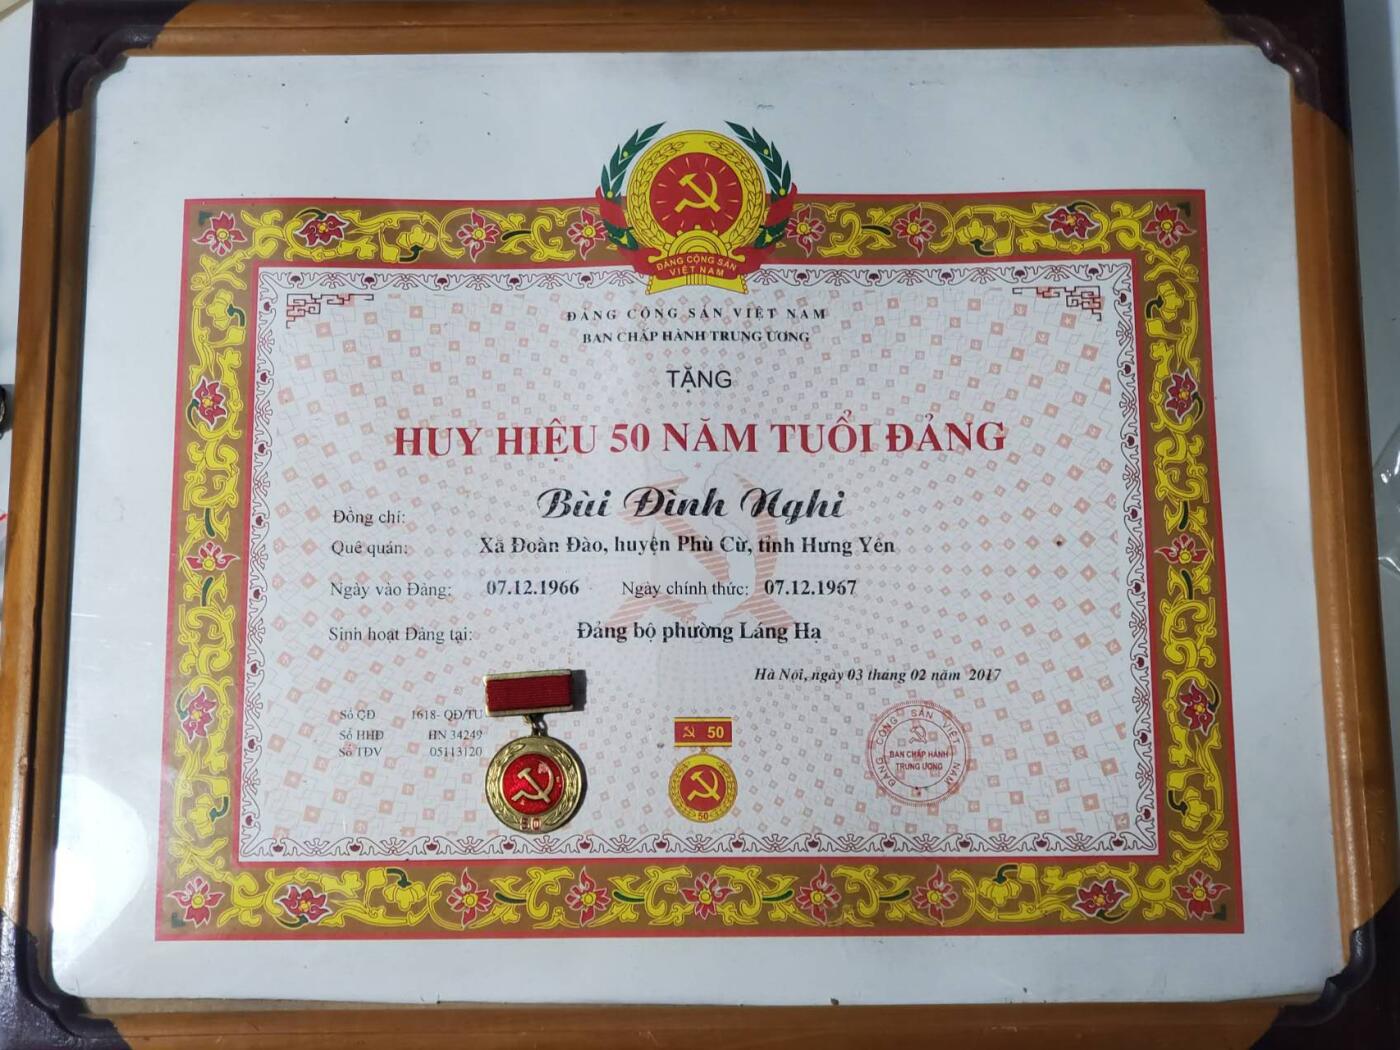 ĐẢNG CỘNG SẢN
VIỆT NAM
ĐẢNG CỘNG SẢN VIỆT NAM
BAN CHẤP HÀNH TRUNG ƯƠNG
TẶNG
HUY HIỆU 50 NĂM TUỔI ĐẢNG
Đồng chí: Bùi Đình Nghi
Quê quán: Xã Đoàn Đào, huyện Phù Cừ, tỉnh Hưng Yên
Ngày vào Đảng: 07.12.1966 Ngày chính thức: 07.12.1967
Sinh hoạt Đảng tại: Đảng bộ phường Láng Hạ
Hà Nội, ngày 03 tháng 02 năm 2017
Số QĐ 1618- QĐ/TU
Số HHĐ HN 34249
Số TĐV 05113120
50
50
50
ĐẢNG CỘNG SẢN VIỆT NAM
BAN CHẤP HÀNH
TRUNG ƯƠNG